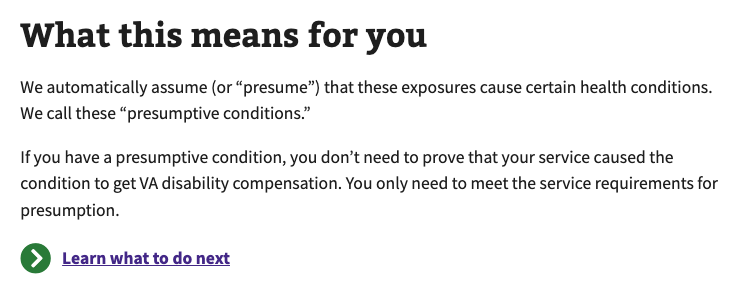 What this means for you
We automatically assume (or “presume”) that these exposures cause certain health conditions.
We call these “presumptive conditions.”
If you have a presumptive condition, you don’t need to prove that your service caused the
condition to get VA disability compensation. You only need to meet the service requirements for
presumption.
Learn what to do next